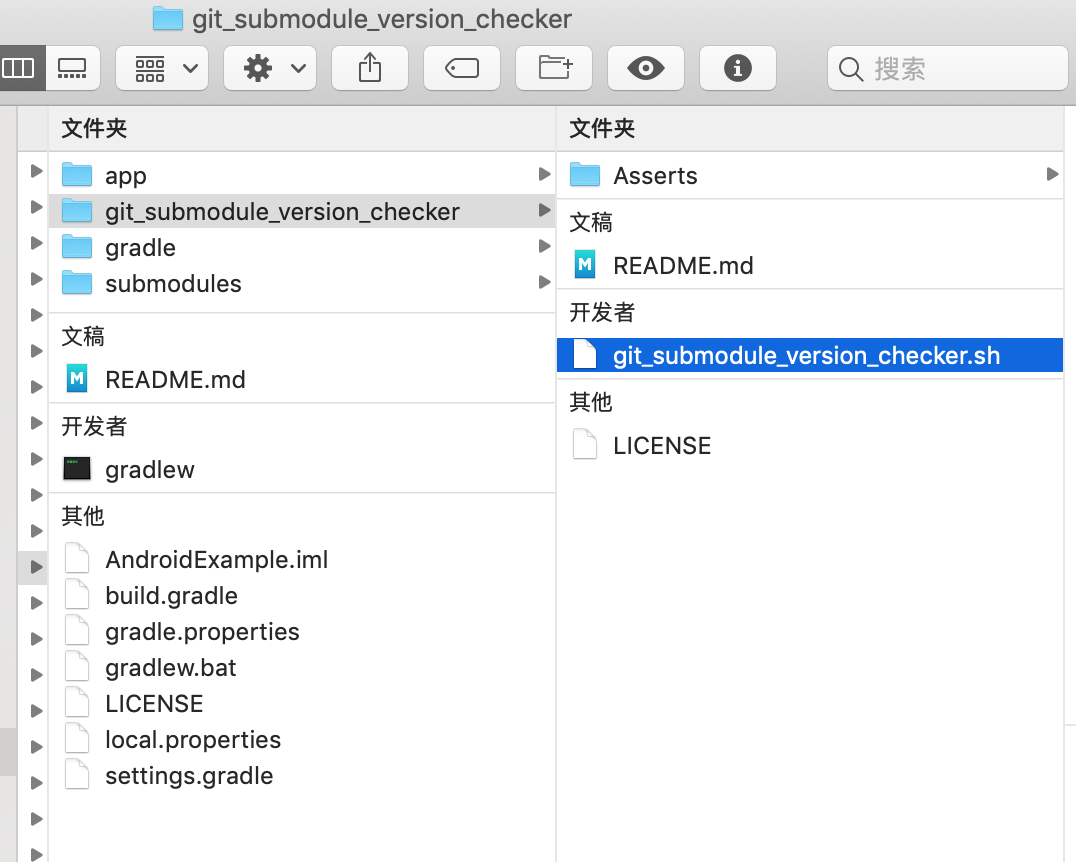 git_submodule_version_checker
搜索
文件夹
app
git_submodule_version_checker
gradle
submodules
文稿
README.md
开发者
gradlew
其他
AndroidExample.iml
build.gradle
gradle.properties
gradlew.bat
LICENSE
local.properties
settings.gradle
文件夹
Asserts
文稿
README.md
开发者
git_submodule_version_checker.sh
其他
LICENSE